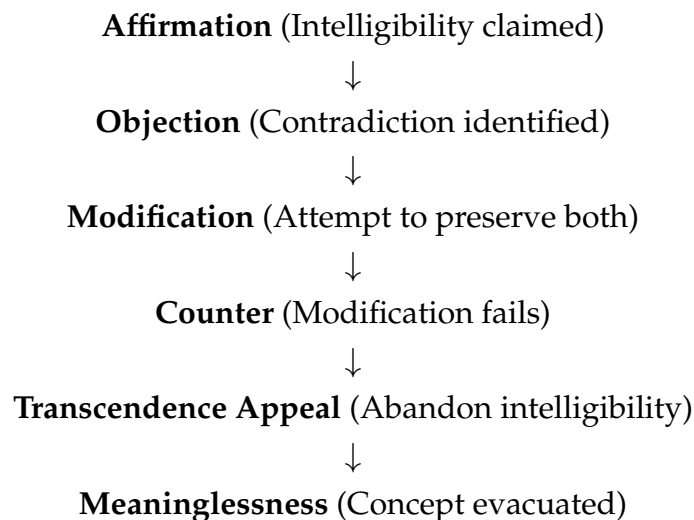 Affirmation (Intelligibility claimed)
↓
Objection (Contradiction identified)
↓
Modification (Attempt to preserve both)
↓
Counter (Modification fails)
↓
Transcendence Appeal (Abandon intelligibility)
↓
Meaninglessness (Concept evacuated)